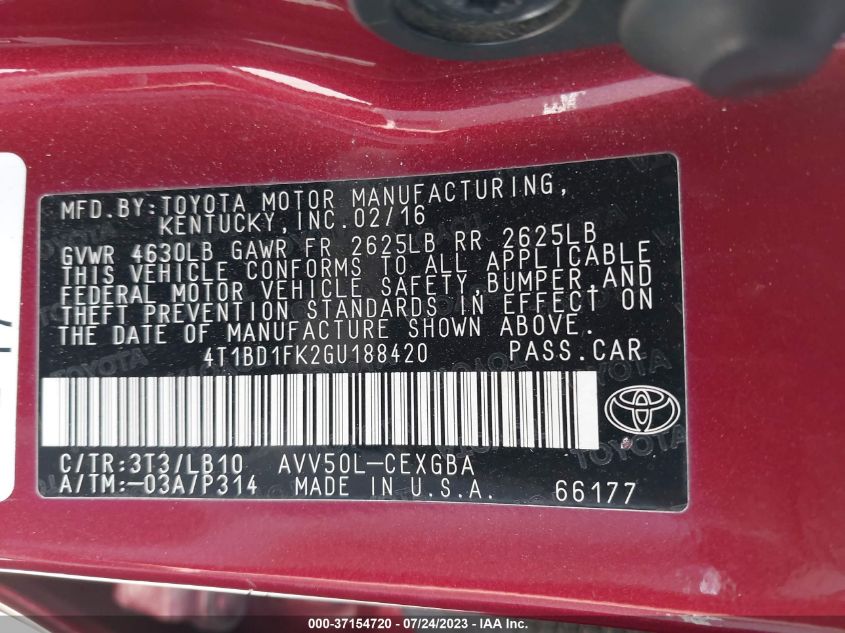 MFD.BY:TOYOTA MOTOR MANUFACTURING,
KENTUCKY,INC.02/16
GVWR 4630LB GAWR FR 2625LB RR 2625LB
THIS VEHICLE CONFORMS TO ALL APPLICABLE
FEDERAL MOTOR VEHICLE SAFETY,BUMPER,AND
THEFT PREVENTION STANDARDS IN EFFECT ON
THE DATE OF MANUFACTURE SHOWN ABOVE.
4T1BD1FK2GU188420 PASS.CAR
C/TR:3T3/LB10 AVV50L-CEXGBA
A/TM:-03A/P314 MADE IN U.S.A. 66177
000-37154720 - 07/24/2023 - IAA Inc.